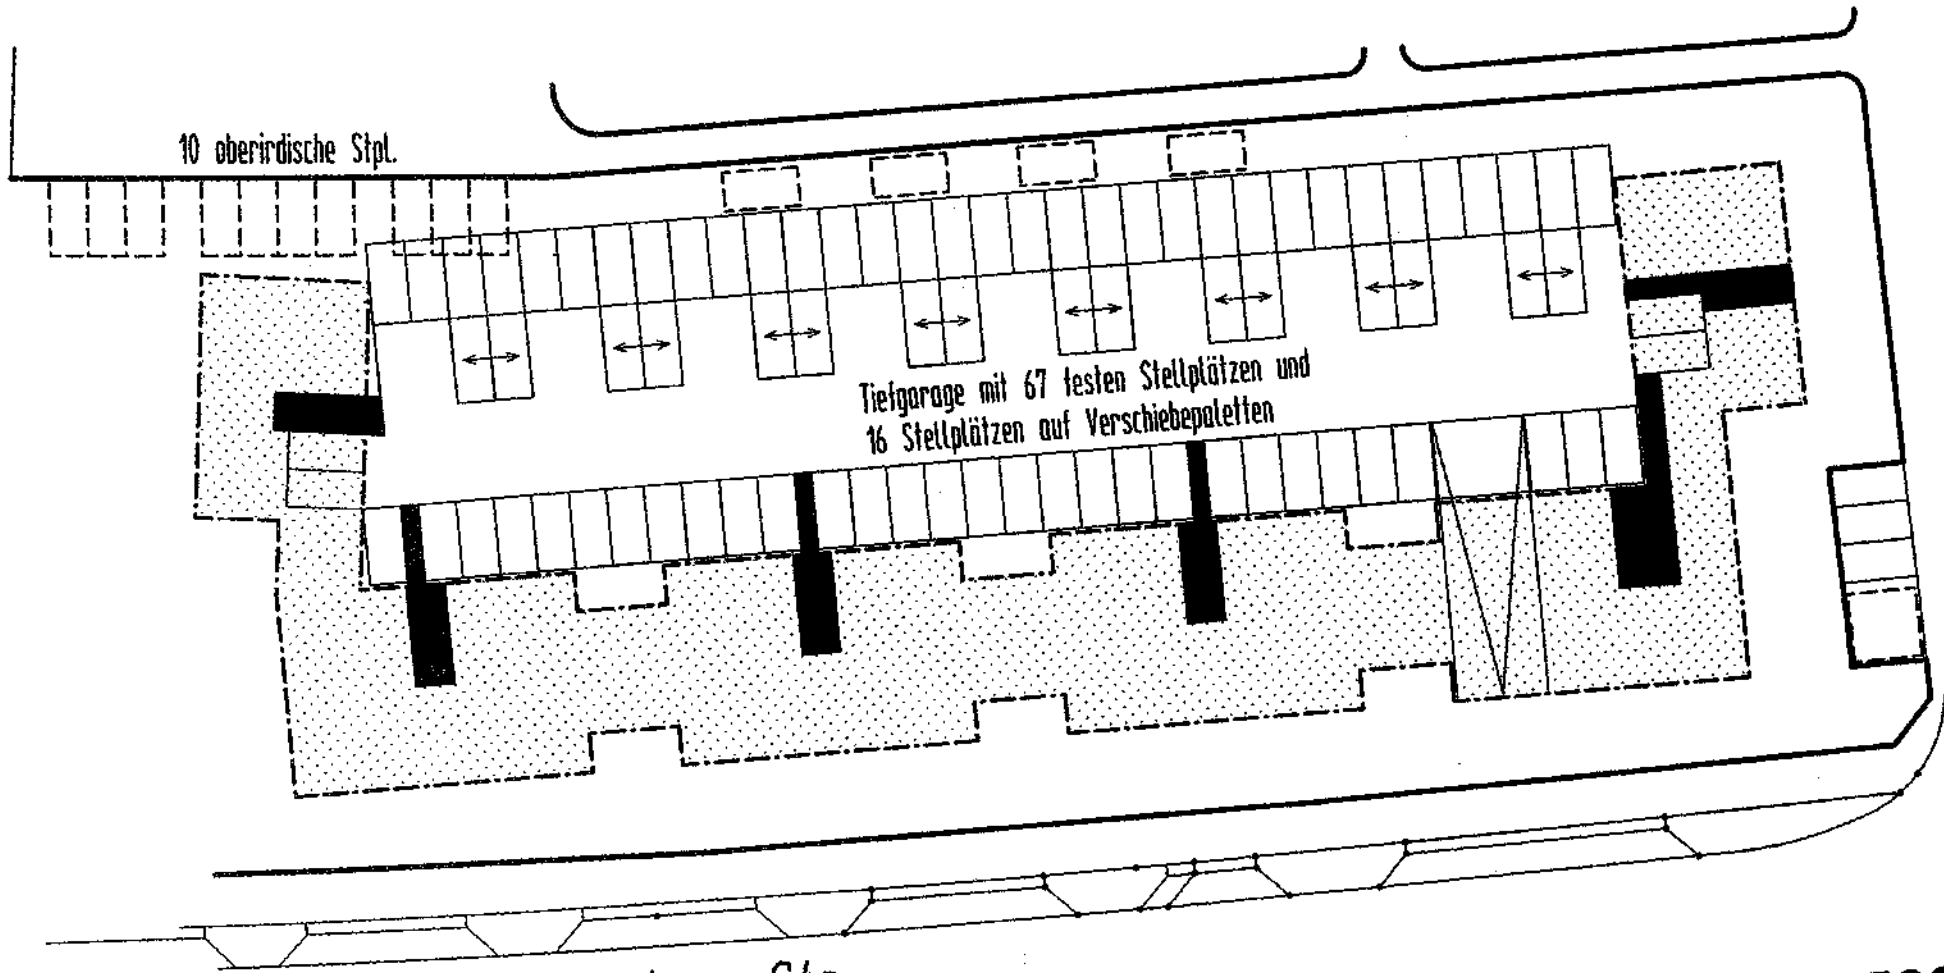 10 oberirdische Stpl.
Tiefgarage mit 67 festen Stellplätzen und
16 Stellplätzen auf Verschiebepaletten